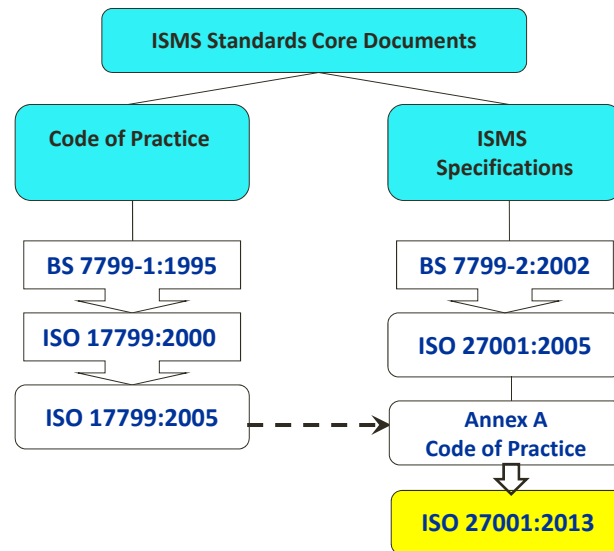 ISMS Standards Core Documents
Code of Practice
ISMS
Specifications
BS 7799-1:1995
BS 7799-2:2002
ISO 17799:2000
ISO 27001:2005
ISO 17799:2005
Annex A
Code of Practice
ISO 27001:2013